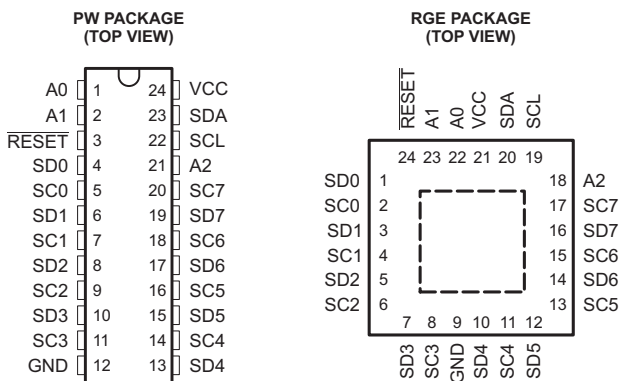 PW PACKAGE
(TOP VIEW)
A0 1 24 VCC
A1 2 23 SDA
RESET 3 22 SCL
SD0 4 21 A2
SC0 5 20 SC7
SD1 6 19 SD7
SC1 7 18 SC6
SD2 8 17 SD6
SC2 9 16 SC5
SD3 10 15 SD5
SC3 11 14 SC4
GND 12 13 SD4
RGE PACKAGE
(TOP VIEW)
RESET A1 A0 VCC SDA SCL
24 23 22 21 20 19
SD0 1 18 A2
SC0 2 17 SC7
SD1 3 16 SD7
SC1 4 15 SC6
SD2 5 14 SD6
SC2 6 13 SC5
7 8 9 10 11 12
SD3 SC3 GND SD4 SC4 SD5